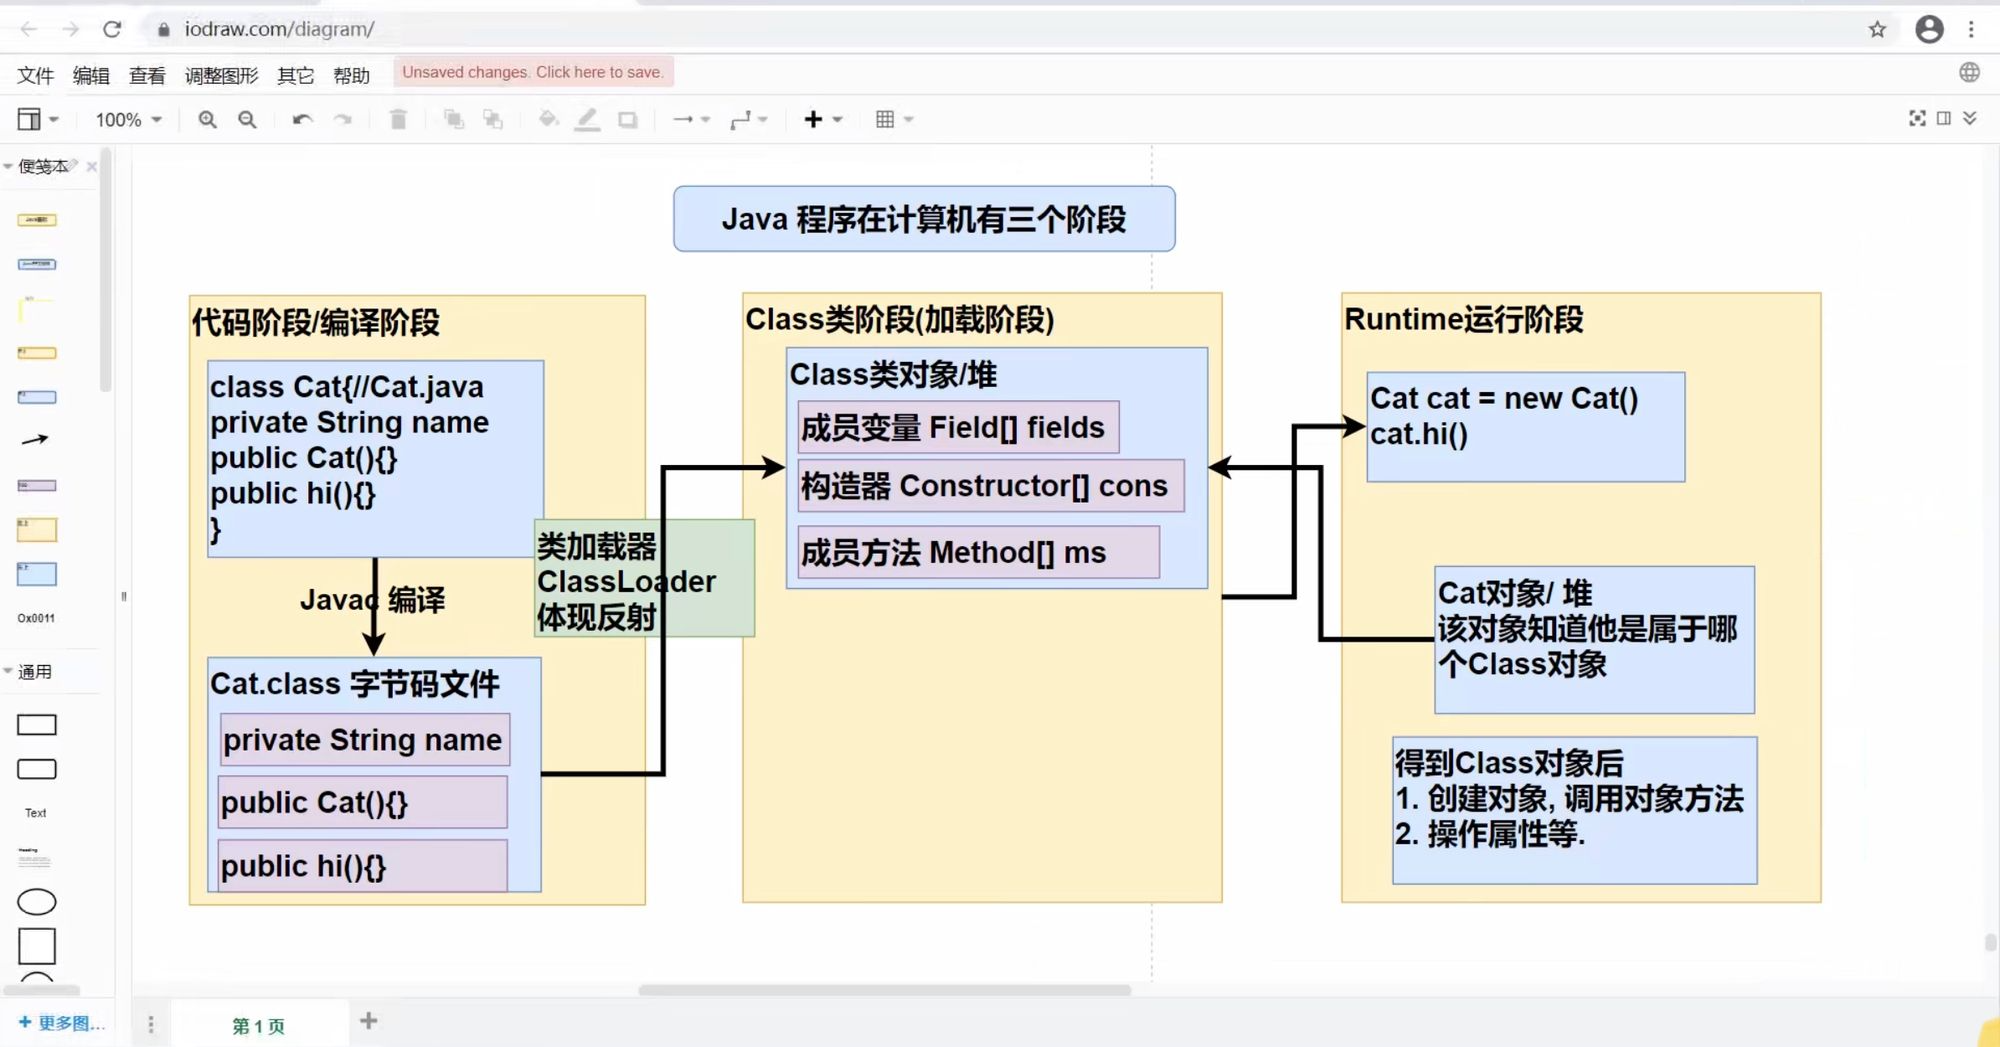 iodraw.com/diagram/
文件 编辑 查看 调整图形 其它 帮助 Unsaved changes. Click here to save.
100%
便笺本
Ox0011
通用
Text
Heading
更多图...
第1页
Java 程序在计算机有三个阶段
代码阶段/编译阶段
class Cat{//Cat.java
private String name
public Cat(){}
public hi(){}
}
Javac 编译
Cat.class 字节码文件
private String name
public Cat(){}
public hi(){}
类加载器
ClassLoader
体现反射
Class类阶段(加载阶段)
Class类对象/堆
成员变量 Field[] fields
构造器 Constructor[] cons
成员方法 Method[] ms
Runtime运行阶段
Cat cat = new Cat()
cat.hi()
Cat对象/ 堆
该对象知道他是属于哪
个Class对象
得到Class对象后
1. 创建对象, 调用对象方法
2. 操作属性等.